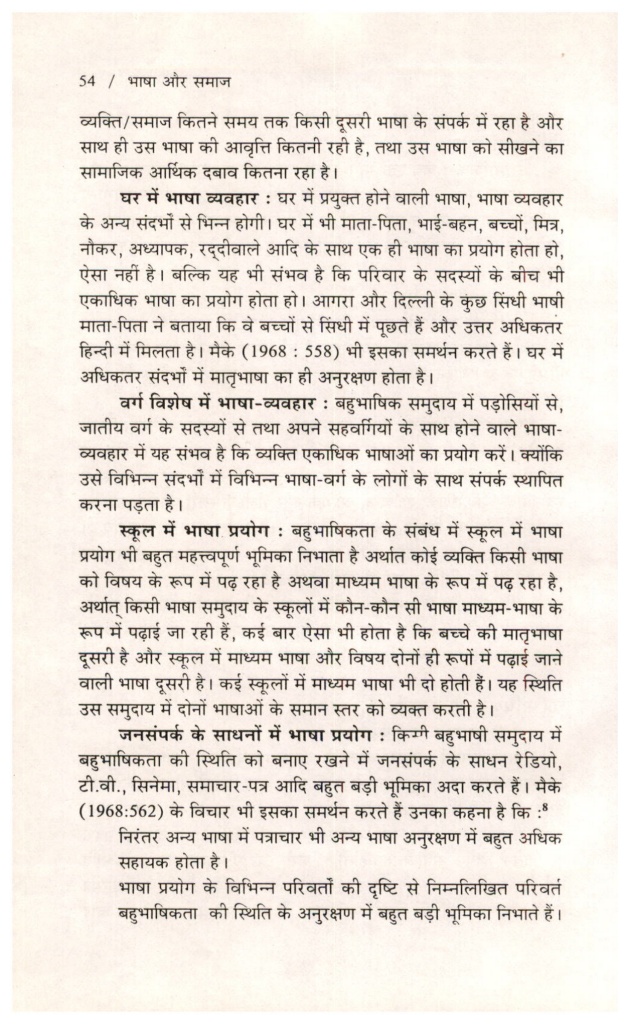 54 / भाषा और समाज
व्यक्ति/समाज कितने समय तक किसी दूसरी भाषा के संपर्क में रहा है और
साथ ही उस भाषा की आवृत्ति कितनी रही है, तथा उस भाषा को सीखने का
सामाजिक आर्थिक दबाव कितना रहा है।
घर में भाषा व्यवहार : घर में प्रयुक्त होने वाली भाषा, भाषा व्यवहार
के अन्य संदर्भों से भिन्न होगी। घर में भी माता-पिता, भाई-बहन, बच्चों, मित्र,
नौकर, अध्यापक, रद्‌दीवाले आदि के साथ एक ही भाषा का प्रयोग होता हो,
ऐसा नहीं है। बल्कि यह भी संभव है कि परिवार के सदस्यों के बीच भी
एकाधिक भाषा का प्रयोग होता हो। आगरा और दिल्ली के कुछ सिंधी भाषी
माता-पिता ने बताया कि वे बच्चों से सिंधी में पूछते हैं और उत्तर अधिकतर
हिन्दी में मिलता है। मैके (1968 : 558) भी इसका समर्थन करते हैं। घर में
अधिकतर संदर्भों में मातृभाषा का ही अनुरक्षण होता है।
वर्ग विशेष में भाषा-व्यवहार : बहुभाषिक समुदाय में पड़ोसियों से,
जातीय वर्ग के सदस्यों से तथा अपने सहवर्गियों के साथ होने वाले भाषा-
व्यवहार में यह संभव है कि व्यक्ति एकाधिक भाषाओं का प्रयोग करें। क्योंकि
उसे विभिन्न संदर्भों में विभिन्न भाषा-वर्ग के लोगों के साथ संपर्क स्थापित
करना पड़ता है।
स्कूल में भाषा प्रयोग : बहुभाषिकता के संबंध में स्कूल में भाषा
प्रयोग भी बहुत महत्त्वपूर्ण भूमिका निभाता है अर्थात कोई व्यक्ति किसी भाषा
को विषय के रूप में पढ़ रहा है अथवा माध्यम भाषा के रूप में पढ़ रहा है,
अर्थात् किसी भाषा समुदाय के स्कूलों में कौन-कौन सी भाषा माध्यम-भाषा के
रूप में पढ़ाई जा रही हैं, कई बार ऐसा भी होता है कि बच्चे की मातृभाषा
दूसरी है और स्कूल में माध्यम भाषा और विषय दोनों ही रूपों में पढ़ाई जाने
वाली भाषा दूसरी है। कई स्कूलों में माध्यम भाषा भी दो होती हैं। यह स्थिति
उस समुदाय में दोनों भाषाओं के समान स्तर को व्यक्त करती है।
जनसंपर्क के साधनों में भाषा प्रयोग : किसी बहुभाषी समुदाय में
बहुभाषिकता की स्थिति को बनाए रखने में जनसंपर्क के साधन रेडियो,
टी.वी., सिनेमा, समाचार-पत्र आदि बहुत बड़ी भूमिका अदा करते हैं। मैके
(1968:562) के विचार भी इसका समर्थन करते हैं उनका कहना है कि :⁸
निरंतर अन्य भाषा में पत्राचार भी अन्य भाषा अनुरक्षण में बहुत अधिक
सहायक होता है।
भाषा प्रयोग के विभिन्न परिवर्तों की दृष्टि से निम्नलिखित परिवर्त
बहुभाषिकता की स्थिति के अनुरक्षण में बहुत बड़ी भूमिका निभाते हैं।